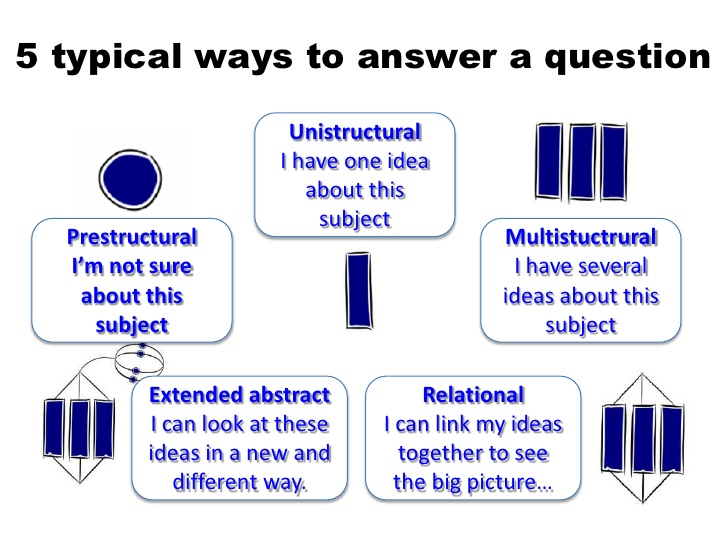 5 typical ways to answer a question
Unistructural
I have one idea
about this
subject
Prestructural
I'm not sure
about this
subject
Multistuctrural
I have several
ideas about this
subject
Extended abstract
I can look at these
ideas in a new and
different way.
Relational
I can link my ideas
together to see
the big picture...